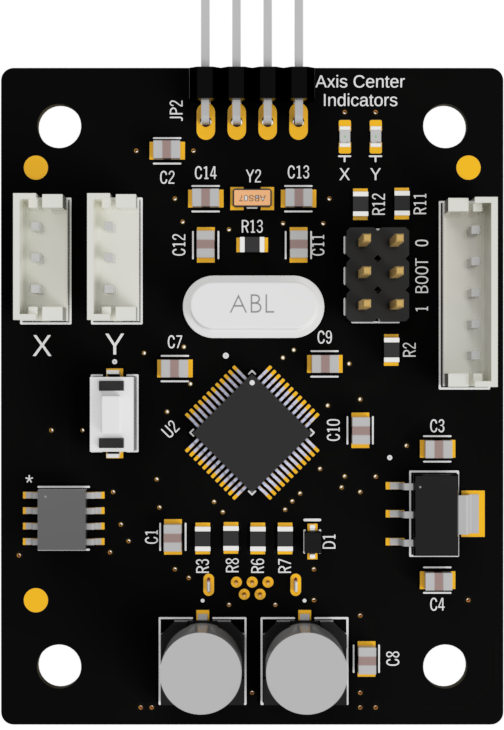 Axis Center
Indicators
JP2
X Y
C2
C14
Y2
C13
ABS07
R12
R11
C12
R13
C11
BOOT 0
1
ABL
X
Y
C7
C9
R2
U2
C10
C3
*
C1
R3
R8
R6
R7
D1
C4
C8